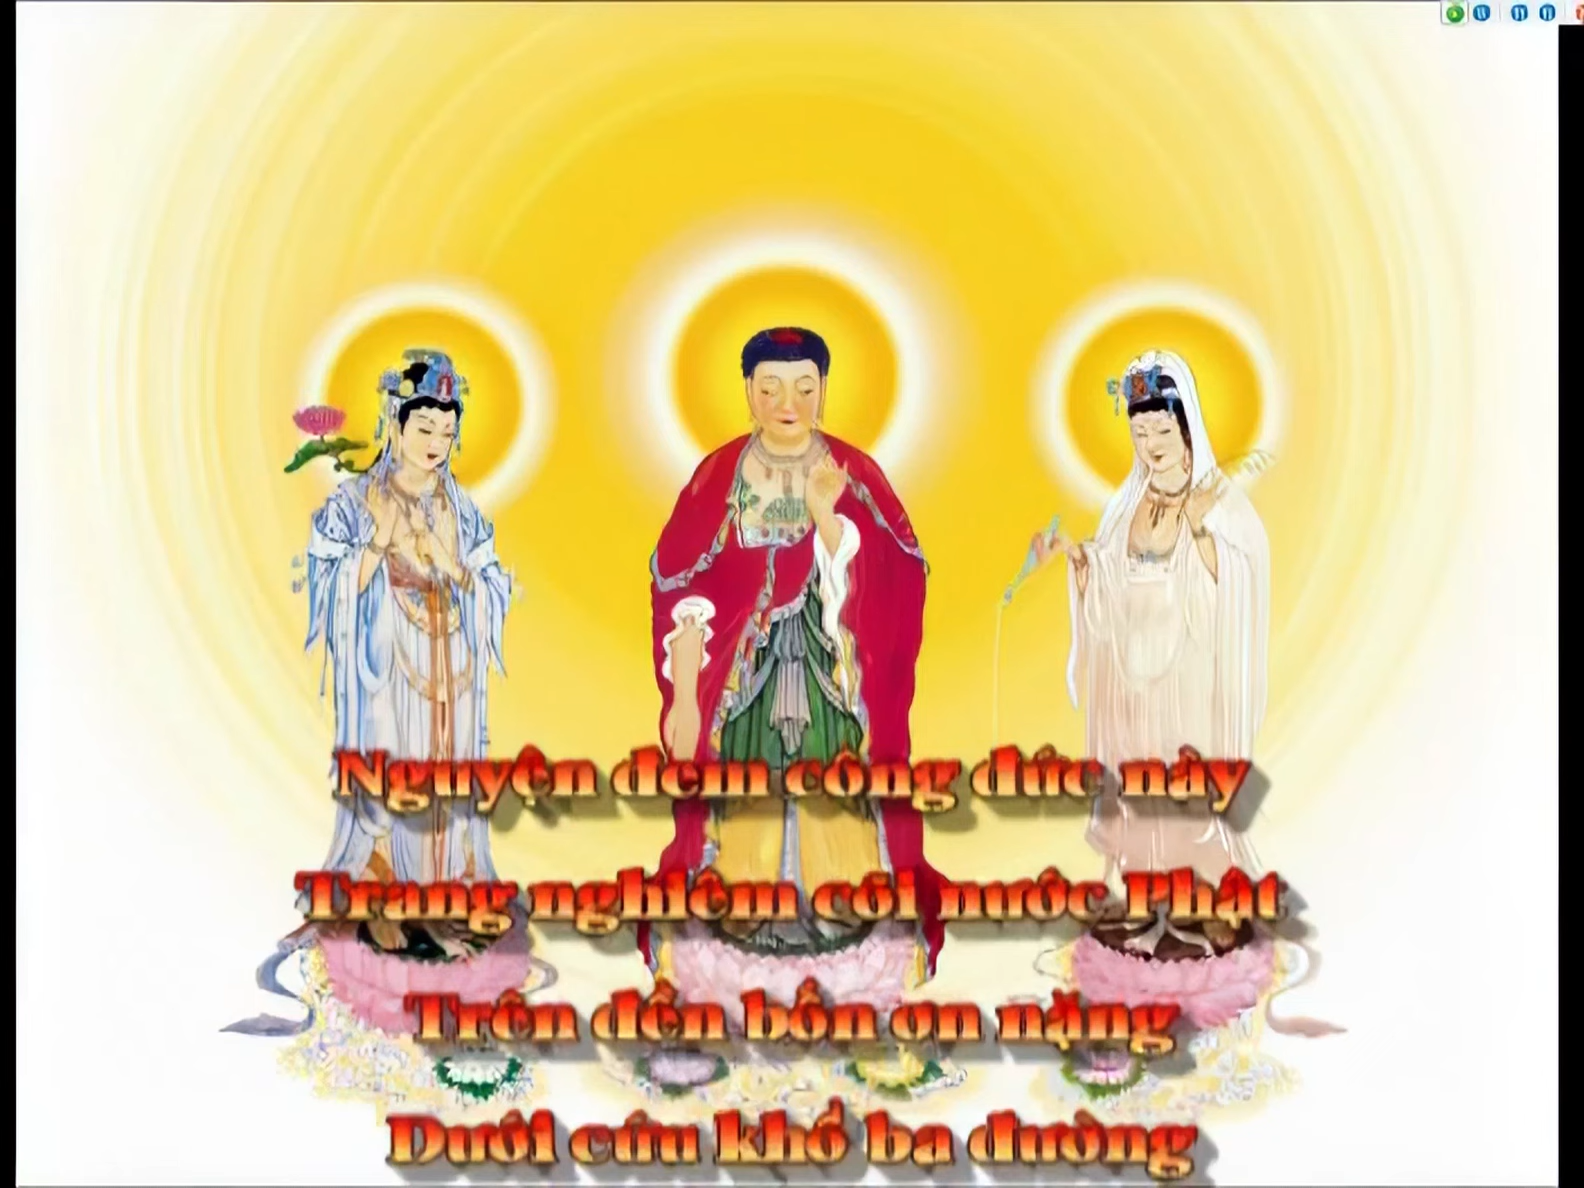 Nguyện đem công đức nầy
Trang nghiêm cõi nước Phật
Trên đền bốn ơn nặng
Dưới cứu khổ ba đường